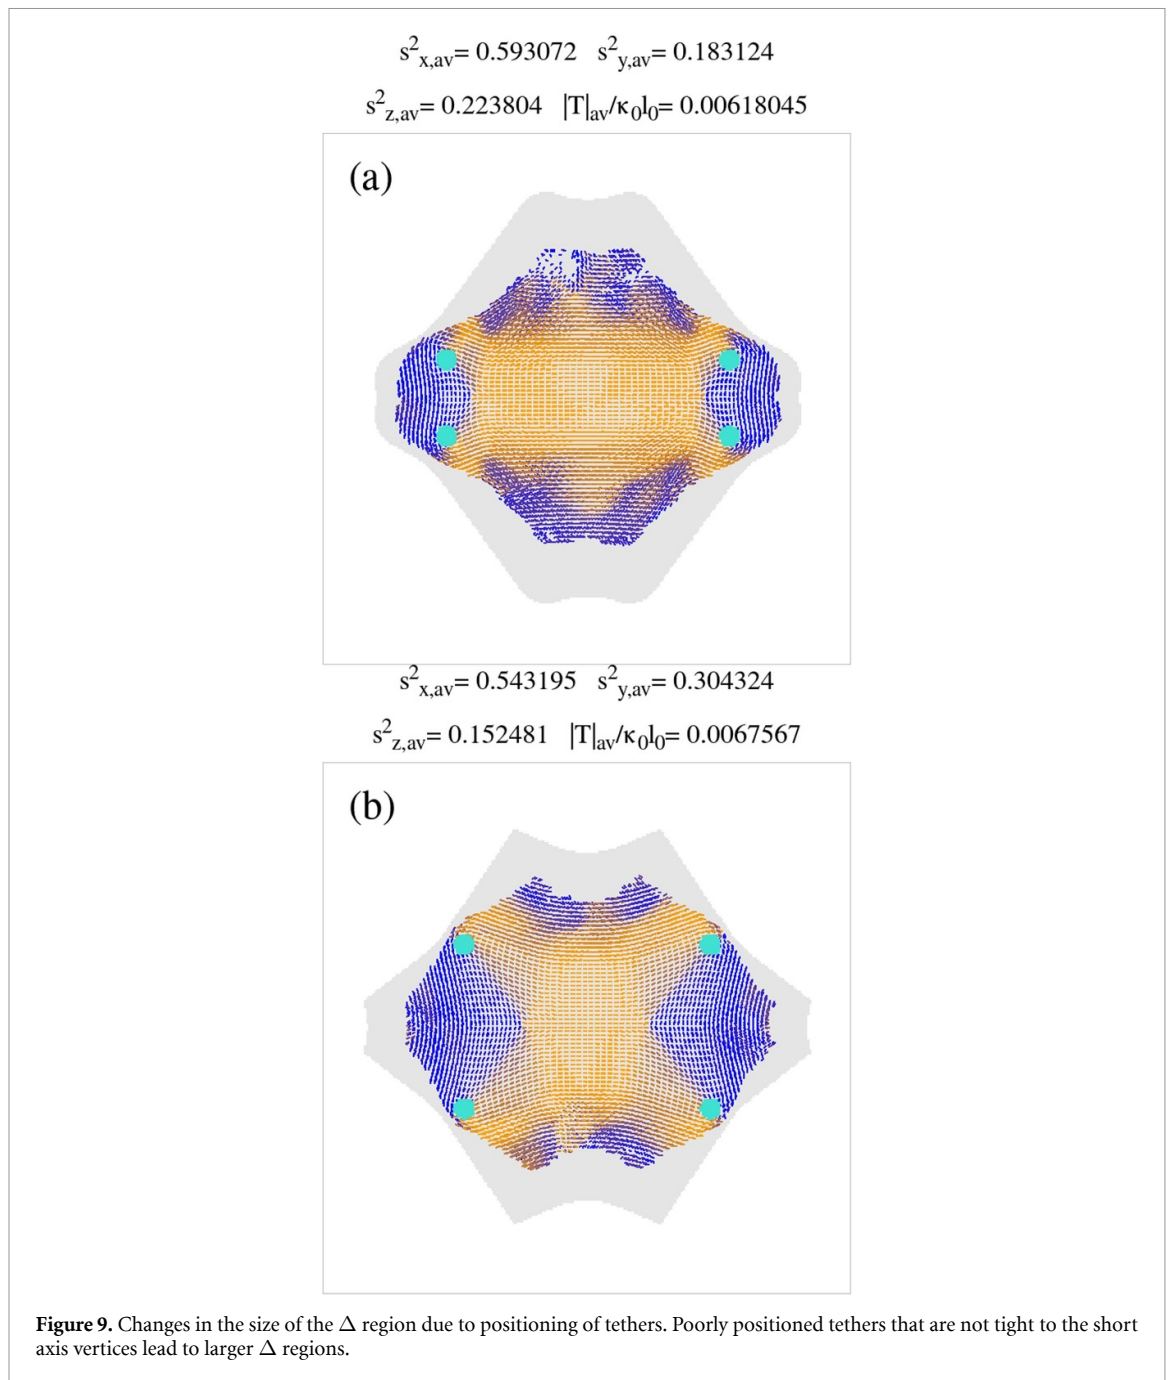 s²x,av= 0.593072 s²y,av= 0.183124
s²z,av= 0.223804 |T|av/κ0l0= 0.00618045
(a)
s²x,av= 0.543195 s²y,av= 0.304324
s²z,av= 0.152481 |T|av/κ0l0= 0.0067567
(b)
Figure 9. Changes in the size of the Δ region due to positioning of tethers. Poorly positioned tethers that are not tight to the short
axis vertices lead to larger Δ regions.